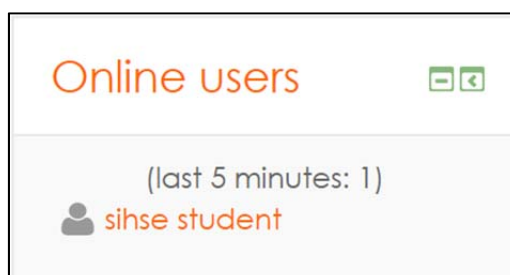 Online users
(last 5 minutes: 1)
sihse student